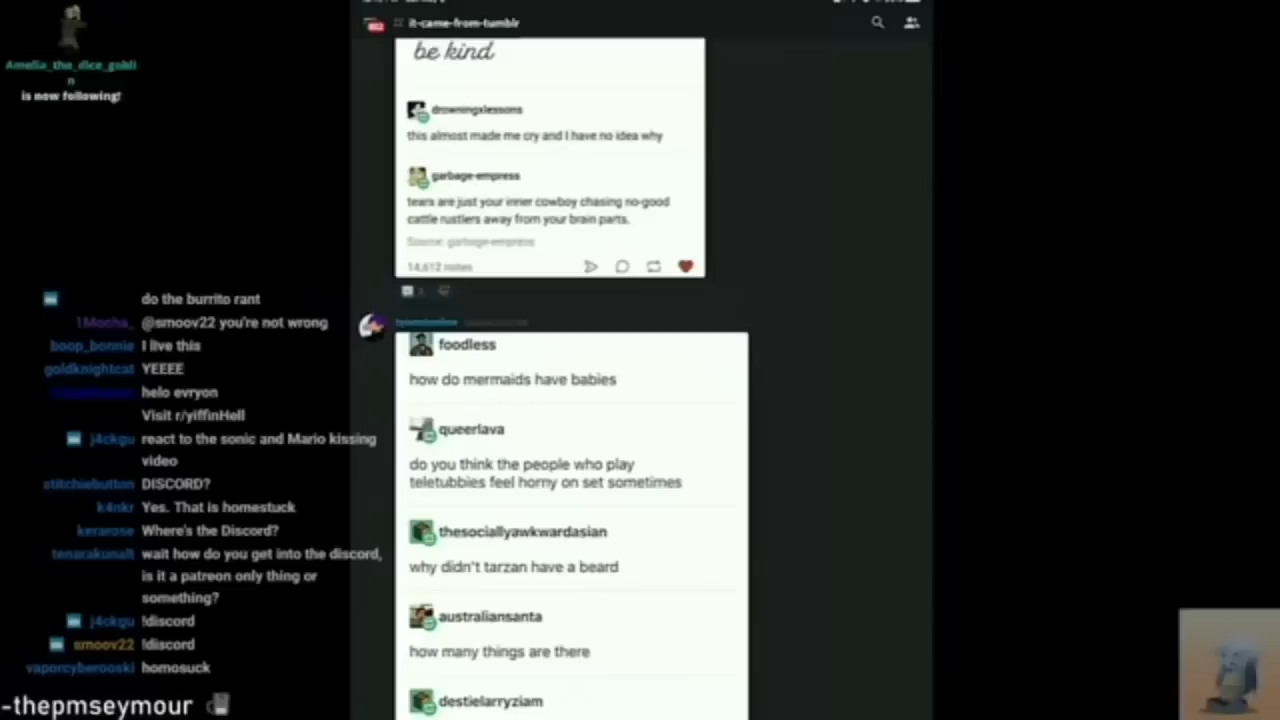 it-came-from-tumblr
Amelia_the_dice_gobli
n
is now following!
be kind
drowningxlessons
this almost made me cry and I have no idea why
garbage-empress
tears are just your inner cowboy chasing no-good
cattle rustlers away from your brain parts.
Source: garbage-empress
14,612 notes
do the burrito rant
1Mocha_ @smoov22 you're not wrong
boop_bonnie I live this
goldknightcat YEEEE
helo evryon
Visit r/yiffinHell
j4ckgu react to the sonic and Mario kissing
video
stitchiebutton DISCORD?
k4nkr Yes. That is homestuck
kerarose Where's the Discord?
tenarakunalt wait how do you get into the discord,
is it a patreon only thing or
something?
j4ckgu !discord
smoov22 !discord
vaporcyberooski homosuck
-thepmseymour
foodless
how do mermaids have babies
queerlava
do you think the people who play
teletubbies feel horny on set sometimes
thesociallyawkwardasian
why didn't tarzan have a beard
australiansanta
how many things are there
destielarryziam